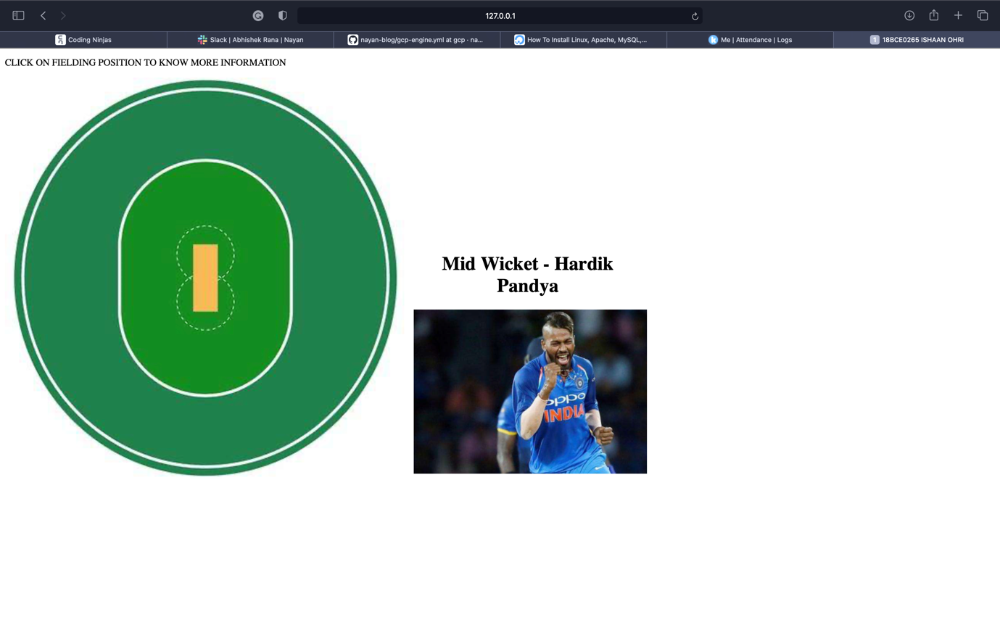 127.0.0.1
Coding Ninjas
Slack | Abhishek Rana | Nayan
nayan-blog/gcp-engine.yml at gcp · na...
How To Install Linux, Apache, MySQL,...
Me | Attendance | Logs
1 18BCE0265 ISHAAN OHRI
CLICK ON FIELDING POSITION TO KNOW MORE INFORMATION
Mid Wicket - Hardik
Pandya
oppo
INDIA